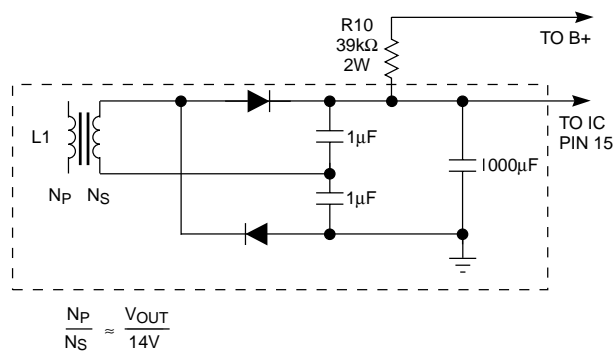 R10
39kΩ
2W
TO B+
L1
NP NS
1µF
1µF
1000µF
TO IC
PIN 15
NP/NS ≈ VOUT/14V